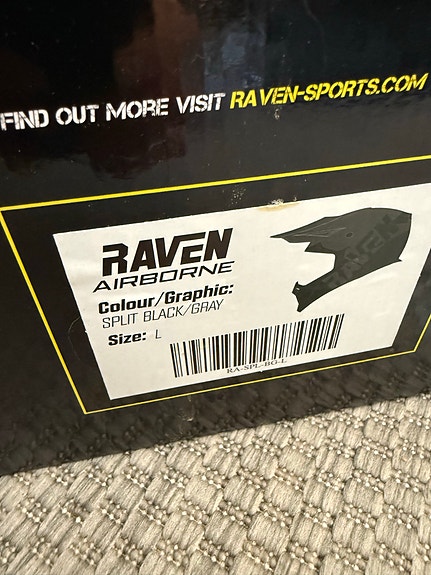 FIND OUT MORE VISIT RAVEN-SPORTS.COM
RAVEN
AIRBORNE
Colour/Graphic:
SPLIT BLACK/GRAY
Size: L
RA-SPL-BG-L